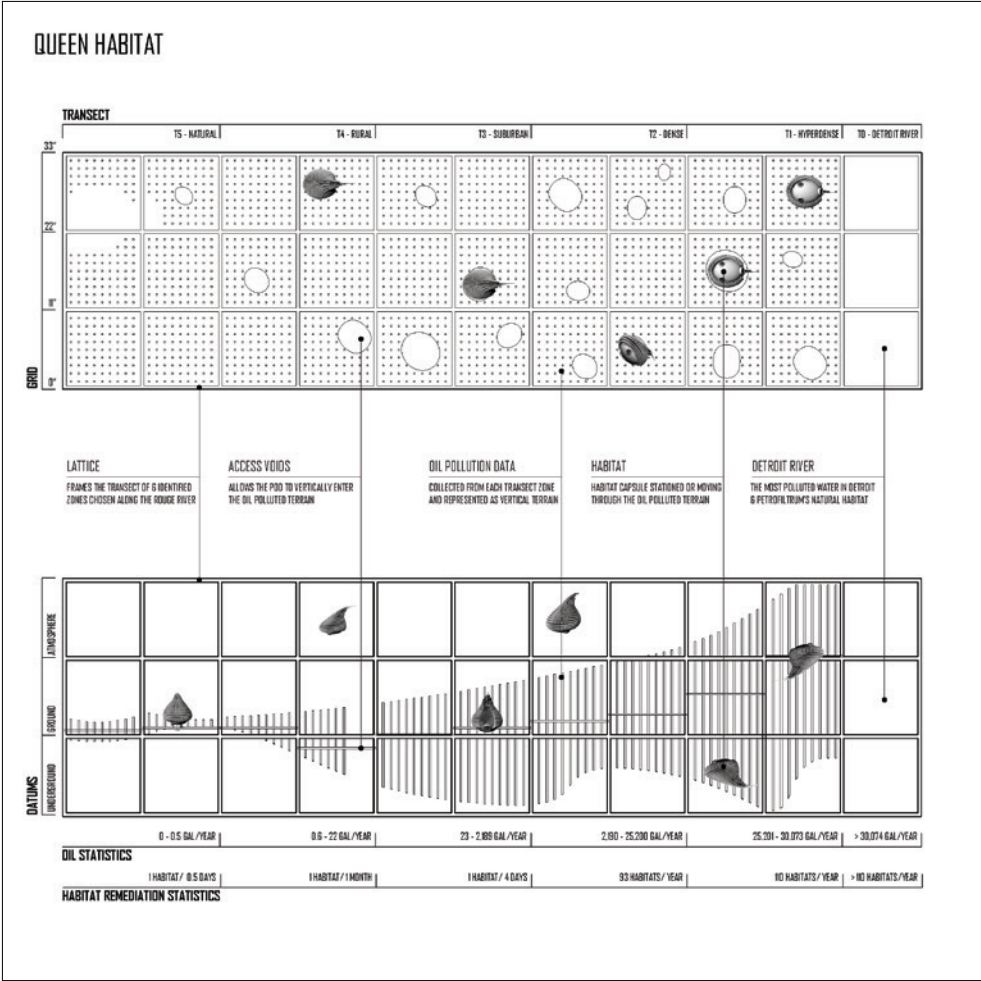 QUEEN HABITAT
TRANSECT
T5 - NATURAL
T4 - RURAL
T3 - SUBURBAN
T2 - DENSE
T1 - HYPERDENSE
T0 - DETROIT RIVER
33"
22"
11"
0"
GRID
LATTICE
FRAMES THE TRANSECT OF 6 IDENTIFIED
ZONES CHOSEN ALONG THE ROUGE RIVER
ACCESS VOIDS
ALLOWS THE POD TO VERTICALLY ENTER
THE OIL POLLUTED TERRAIN
OIL POLLUTION DATA
COLLECTED FROM EACH TRANSECT ZONE
AND REPRESENTED AS VERTICAL TERRAIN
HABITAT
HABITAT CAPSULE STATIONED OR MOVING
THROUGH THE OIL POLLUTED TERRAIN
DETROIT RIVER
THE MOST POLLUTED WATER IN DETROIT
& PETROFILTRUM'S NATURAL HABITAT
ATMOSPHERE
GROUND
UNDERGROUND
DATUMS
0 - 0.5 GAL/YEAR
0.6 - 22 GAL/YEAR
23 - 2,189 GAL/YEAR
2,190 - 25,200 GAL/YEAR
25,201 - 30,073 GAL/YEAR
> 30,074 GAL/YEAR
OIL STATISTICS
1 HABITAT/ 0.5 DAYS
1 HABITAT/ 1 MONTH
1 HABITAT/ 4 DAYS
93 HABITATS/ YEAR
110 HABITATS/ YEAR
>110 HABITATS/YEAR
HABITAT REMEDIATION STATISTICS